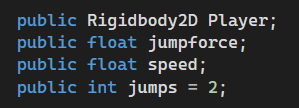 public Rigidbody2D Player;
public float jumpforce;
public float speed;
public int jumps = 2;